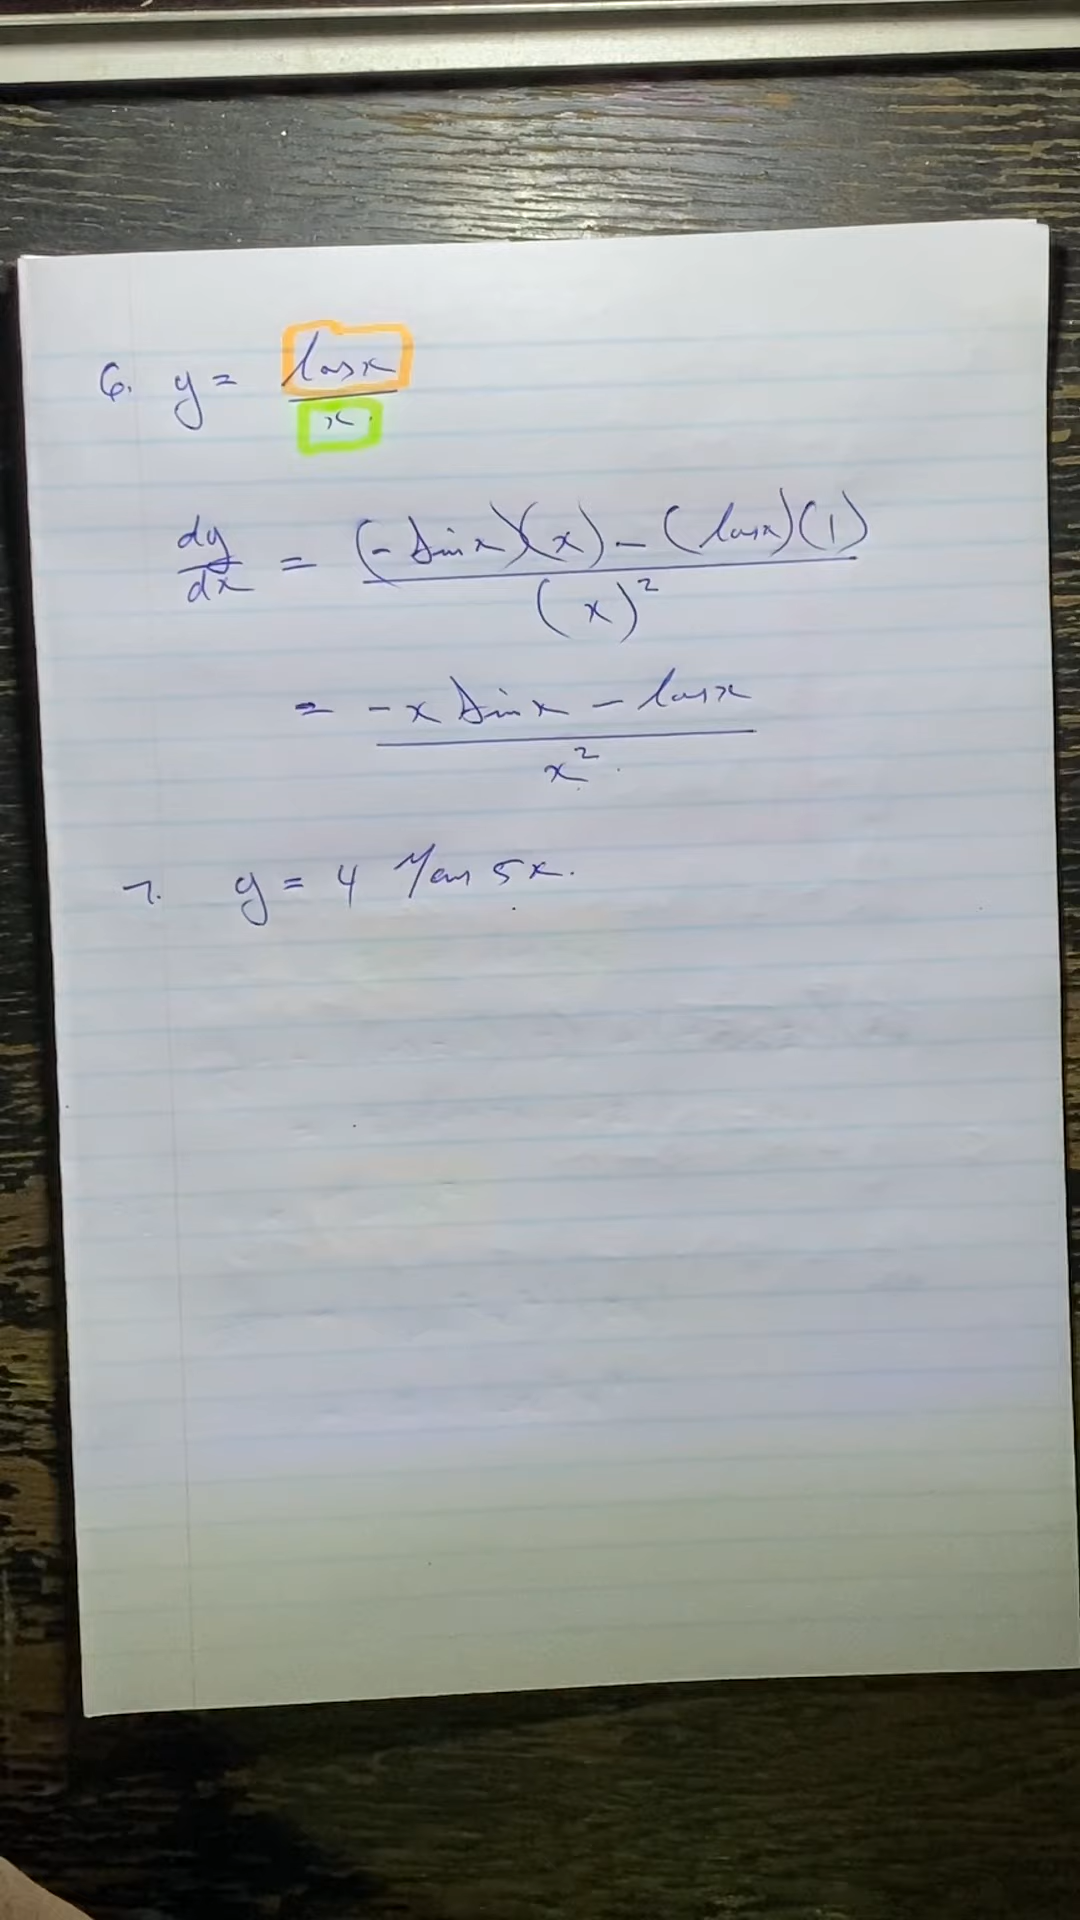 6. y = cos x / x
dy/dx = (- sin x)(x) - (cos x)(1) / (x)²
= -x sin x - cos x / x².
7. y = 4 Tan 5x.